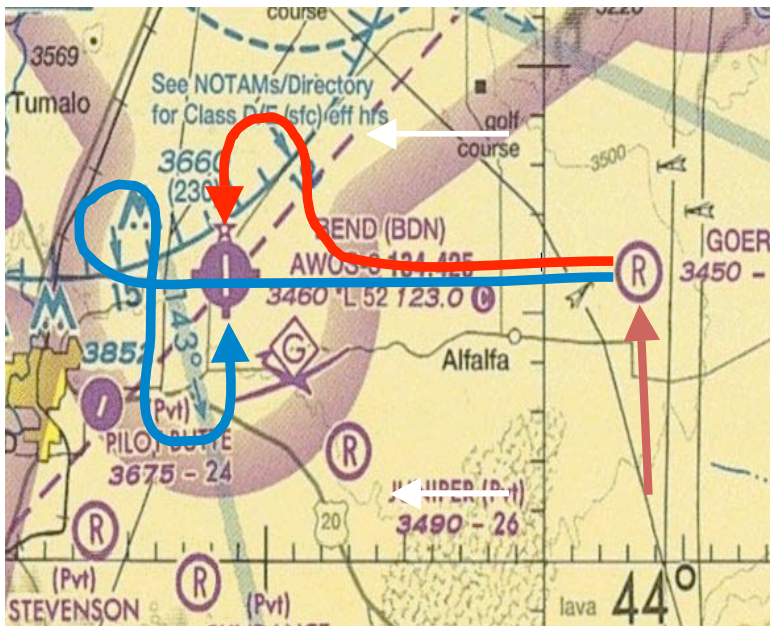 course
3569
Tumalo
See NOTAMs/Directory
for Class D/E (sfc) eff hrs
golf
course
3660
(230)
3500
BEND (BDN)
AWOS-3 134.425
3460 *L 52 123.0 C
R
GOER
3450 -
15
143°
3852
G
Alfalfa
(Pvt)
PILOT BUTTE
3675 - 24
R
JUNIPER (Pvt)
3490 - 26
20
R
R
(Pvt)
STEVENSON
(Pvt)
lava
44°